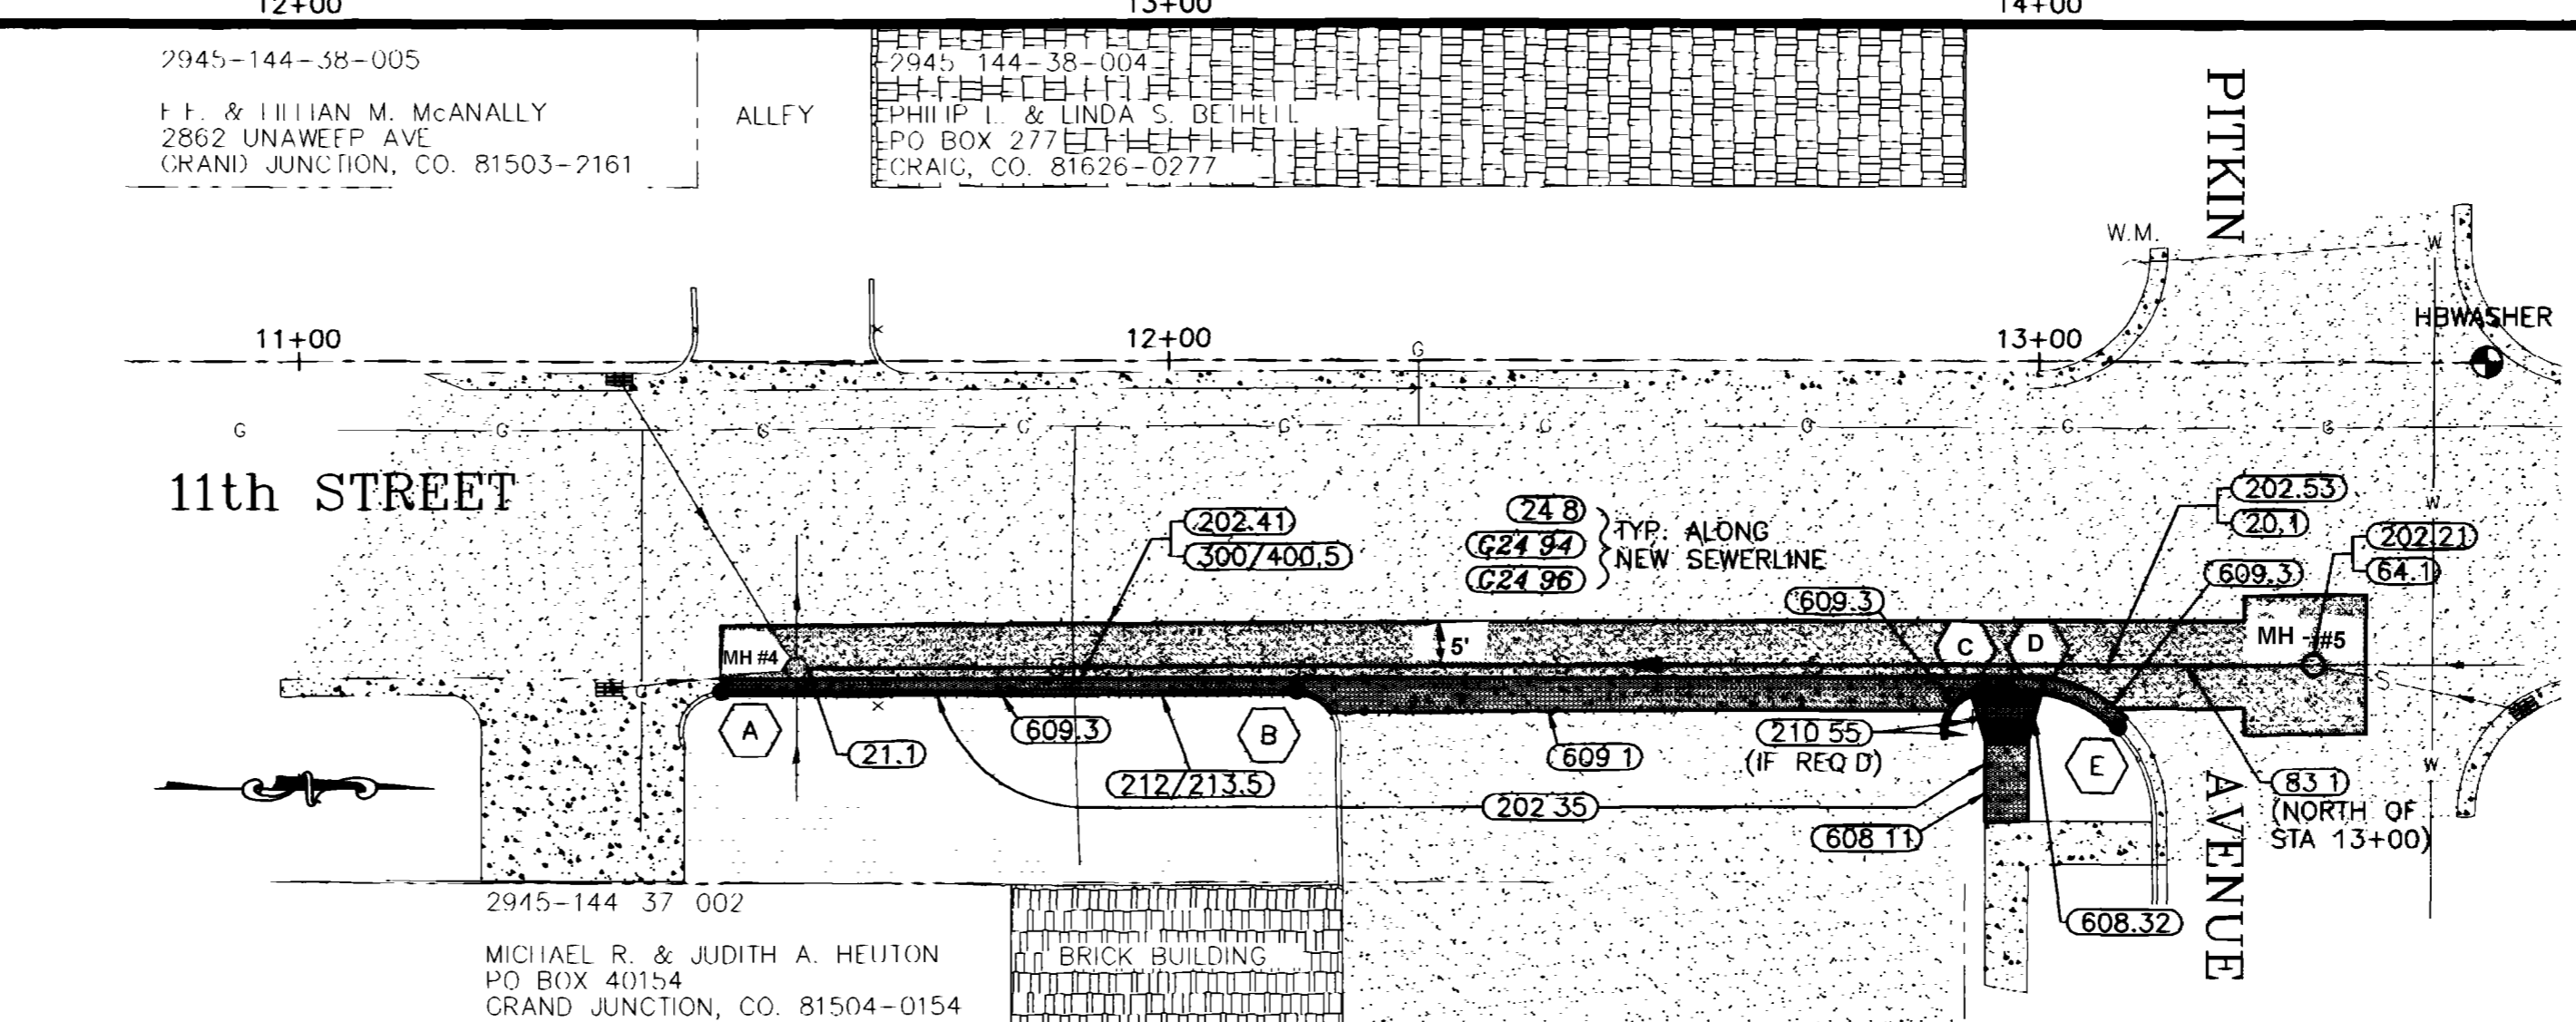 12+00
13+00
14+00
2945-144-38-005
& LILLIAN M. McANALLY
2862 UNAWEEP AVE
GRAND JUNCTION, CO. 81503-2161
ALLEY
2945 144-38-004
PHILIP L. & LINDA S. BETHELL
PO BOX 277
CRAIG, CO. 81626-0277
PITKIN
W.M.
W
HBWASHER
11+00
12+00
G
13+00
G
G
G
G
G
G
G
G
G
11th STREET
202.41
300/400.5
24 8
G24 94
G24 96
TYP. ALONG
NEW SEWERLINE
202.53
20.1
W
202.21
64.1
609.3
609.3
MH #4
5'
C
D
MH #5
S
A
21.1
609.3
B
609 1
210 55
(IF REQ D)
E
W
212/213.5
202 35
83 1
(NORTH OF
STA 13+00)
608 11
AVENUE
608.32
2945-144 37 002
MICHAEL R. & JUDITH A. HEUTON
PO BOX 40154
GRAND JUNCTION, CO. 81504-0154
BRICK BUILDING